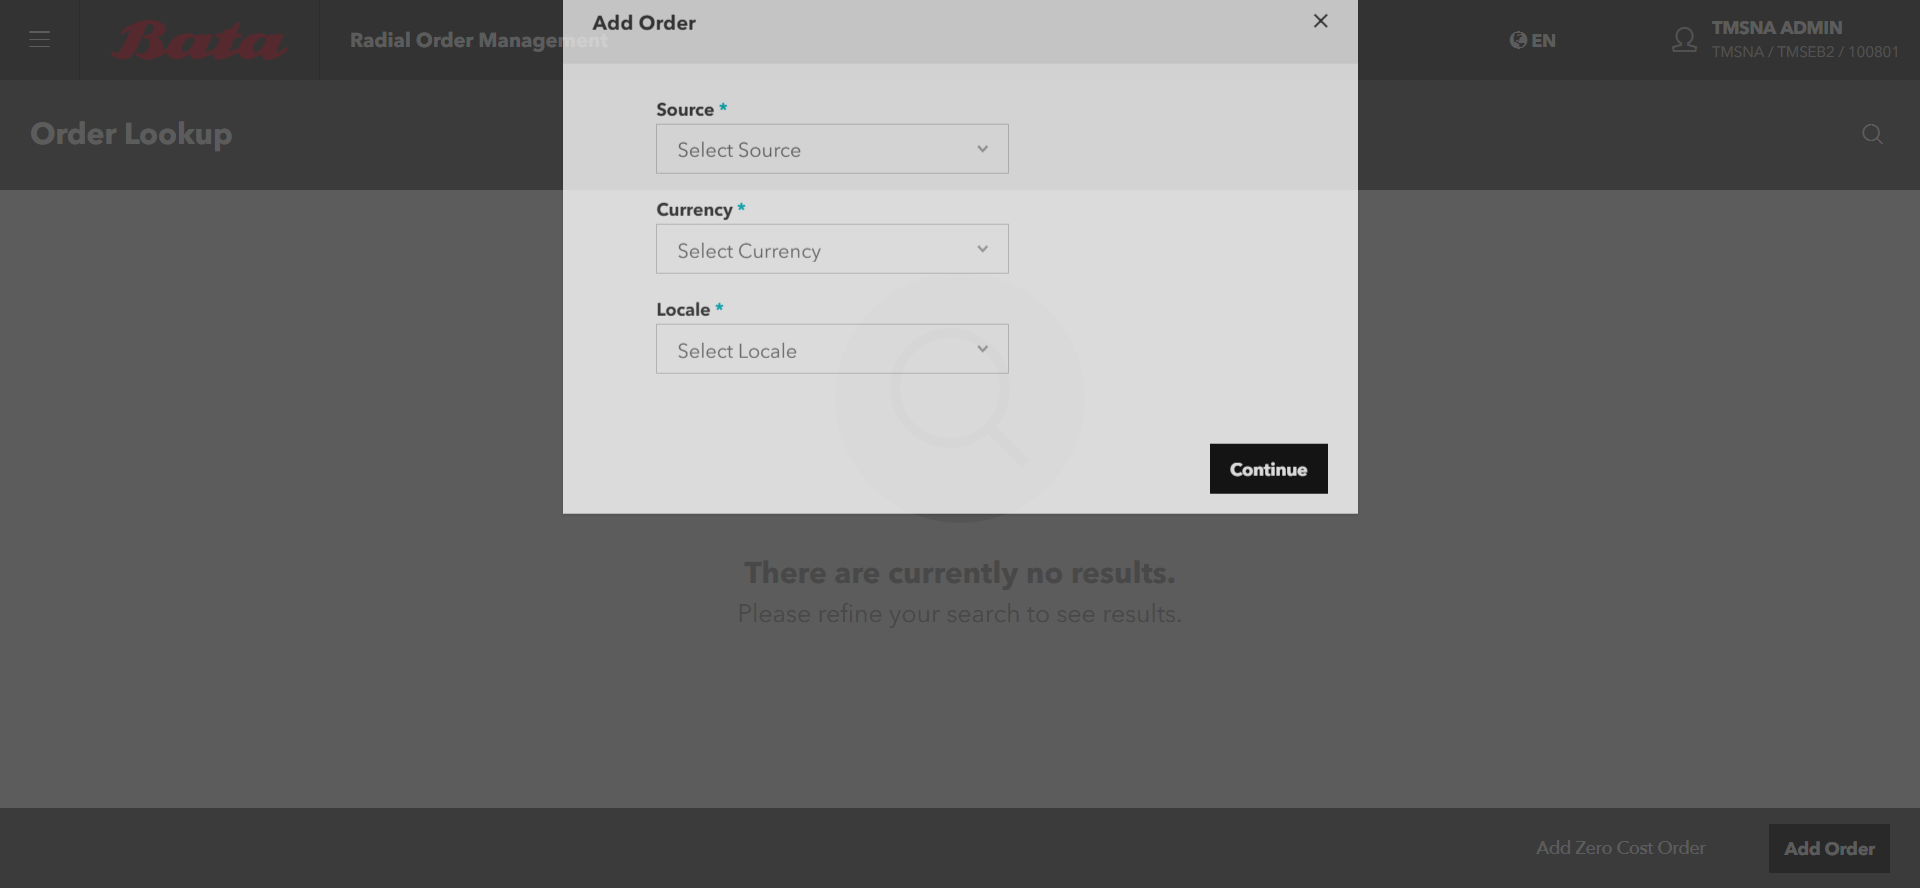 Bata
Radial Order Management
EN
TMSNA ADMIN
TMSNA / TMSEB2 / 100801
Order Lookup
Add Order
Source *
Select Source
Currency *
Select Currency
Locale *
Select Locale
Continue
There are currently no results.
Please refine your search to see results.
Add Zero Cost Order
Add Order